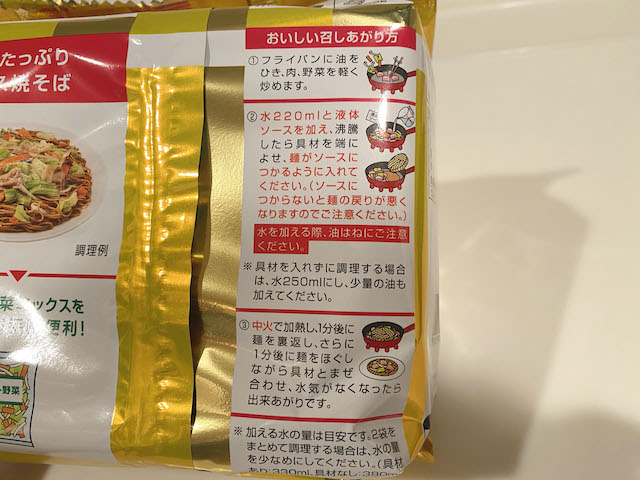 たっぷり
焼そば
調理例
菜ミックスを
便利!
野菜
おいしい召しあがり方
①フライパンに油を
ひき、肉、野菜を軽く
炒めます。
②水220mlと液体
ソースを加え、沸騰
したら具材を端に
よせ、麺がソースに
つかるように入れて
ください。(ソースに
つからないと麺の戻りが悪く
なりますのでご注意ください。)
水を加える際、油はねにご注意
ください。
※具材を入れずに調理する場合
は、水250mlにし、少量の油も
加えてください。
③中火で加熱し、1分後に
麺を裏返し、さらに
1分後に麺をほぐし
ながら具材とまぜ
合わせ、水気がなくなったら
出来あがりです。
※加える水の量は目安です。2袋を
まとめて調理する場合は、水の量
を少なめにしてください。(具材
あり:330ml、具材なし:380ml